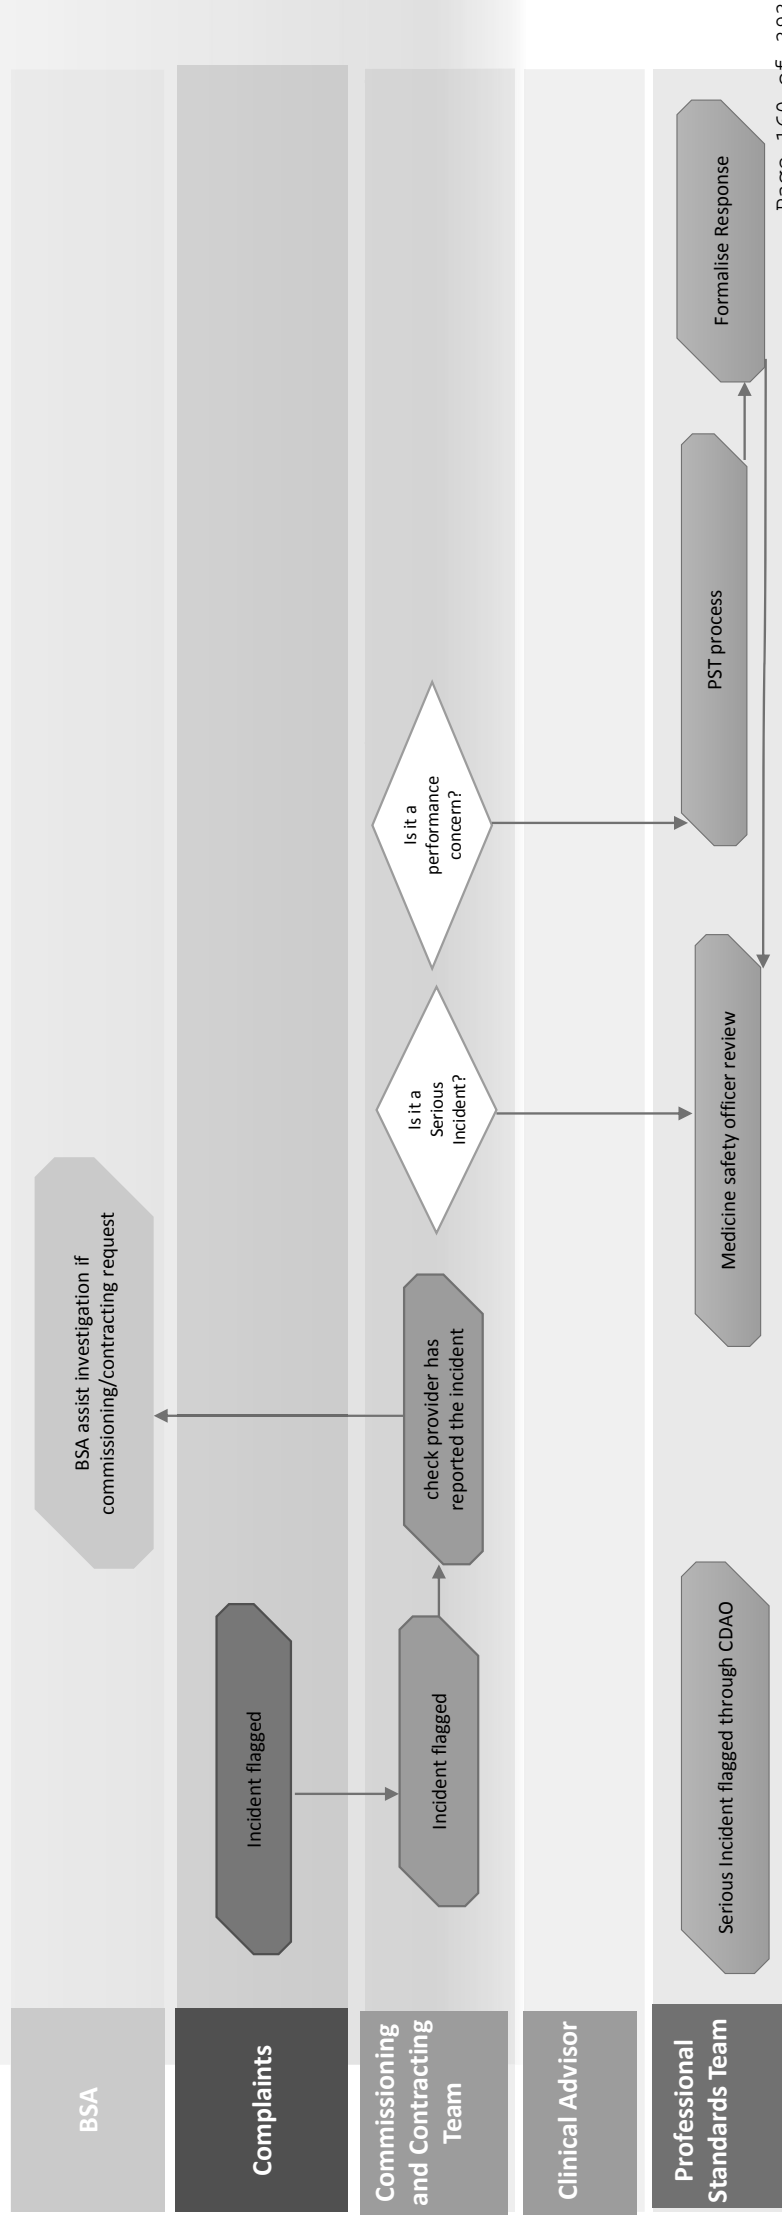 BSA
BSA assist investigation if
commissioning/contracting request
Complaints
Incident flagged
Commissioning
and Contracting
Team
Incident flagged
check provider has
reported the incident
Is it a
Serious
Incident?
Is it a
performance
concern?
Clinical Advisor
Professional
Standards Team
Serious Incident flagged through CDAO
Medicine safety officer review
PST process
Formalise Response